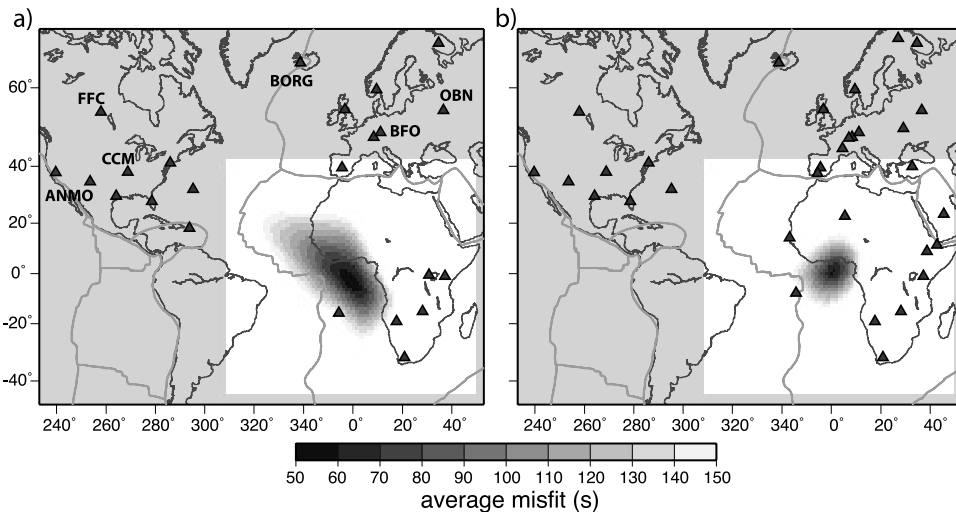 a)
b)
BORG
FFC
OBN
BFO
CCM
ANMO
60°
40°
20°
0°
-20°
-40°
240° 260° 280° 300° 320° 340° 0° 20° 40°
240° 260° 280° 300° 320° 340° 0° 20° 40°
50 60 70 80 90 100 110 120 130 140 150
average misfit (s)